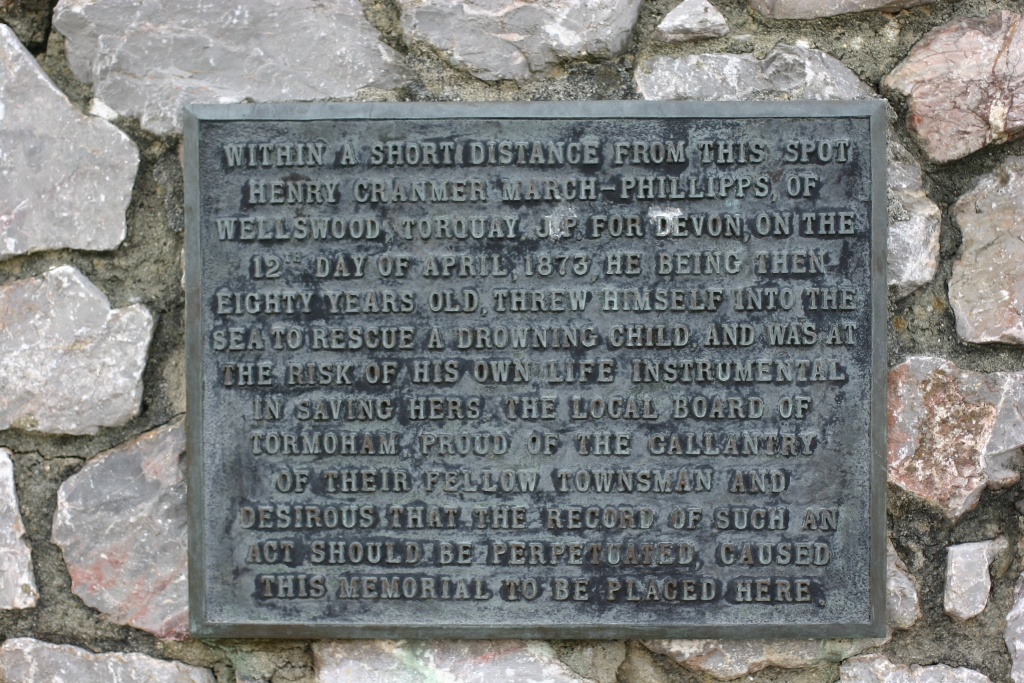 WITHIN A SHORT DISTANCE FROM THIS SPOT
HENRY CRANMER MARCH-PHILLIPPS, OF
WELLSWOOD, TORQUAY, J.P. FOR DEVON, ON THE
12TH DAY OF APRIL, 1873, HE BEING THEN
EIGHTY YEARS OLD, THREW HIMSELF INTO THE
SEA TO RESCUE A DROWNING CHILD, AND WAS AT
THE RISK OF HIS OWN LIFE INSTRUMENTAL
IN SAVING HERS. THE LOCAL BOARD OF
TORMOHAM, PROUD OF THE GALLANTRY
OF THEIR FELLOW TOWNSMAN AND
DESIROUS THAT THE RECORD OF SUCH AN
ACT SHOULD BE PERPETUATED, CAUSED
THIS MEMORIAL TO BE PLACED HERE.